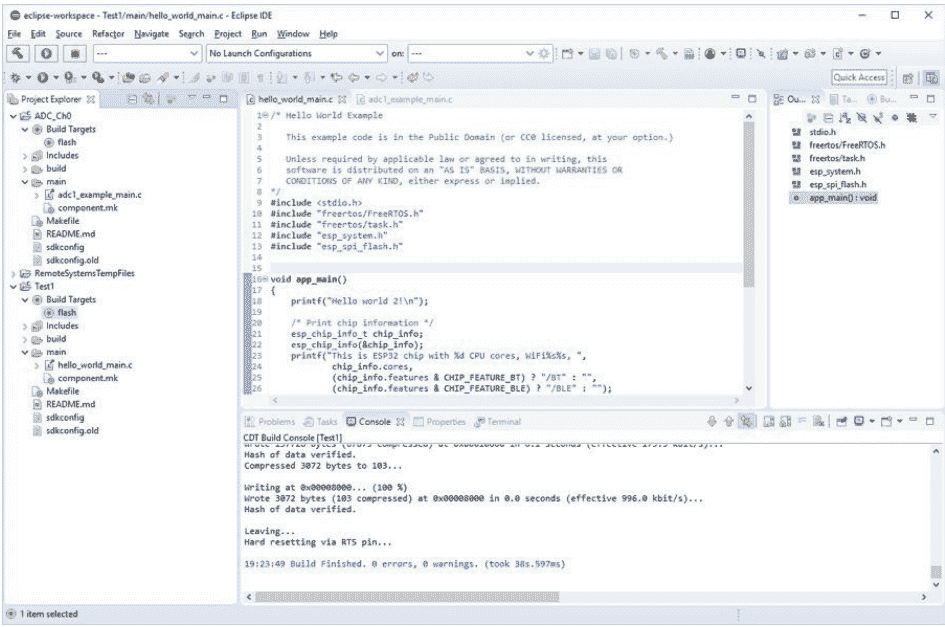 eclipse-workspace - Test1/main/hello_world_main.c - Eclipse IDE
File Edit Source Refactor Navigate Search Project Run Window Help
--- No Launch Configurations on: ---
Quick Access
Project Explorer
ADC_Ch0
Build Targets
flash
Includes
build
main
adc1_example_main.c
component.mk
Makefile
README.md
sdkconfig
sdkconfig.old
RemoteSystemsTempFiles
Test1
Build Targets
flash
Includes
build
main
hello_world_main.c
component.mk
Makefile
README.md
sdkconfig
sdkconfig.old
hello_world_main.c adc1_example_main.c
1 /* Hello World Example
2
3 This example code is in the Public Domain (or CC0 licensed, at your option.)
4
5 Unless required by applicable law or agreed to in writing, this
6 software is distributed on an "AS IS" BASIS, WITHOUT WARRANTIES OR
7 CONDITIONS OF ANY KIND, either express or implied.
8 */
9 #include <stdio.h>
10 #include "freertos/FreeRTOS.h"
11 #include "freertos/task.h"
12 #include "esp_system.h"
13 #include "esp_spi_flash.h"
14
15
16 void app_main()
17 {
18 printf("Hello world 2!\n");
19
20 /* Print chip information */
21 esp_chip_info_t chip_info;
22 esp_chip_info(&chip_info);
23 printf("This is ESP32 chip with %d CPU cores, WiFi%s%s, ",
24 chip_info.cores,
25 (chip_info.features & CHIP_FEATURE_BT) ? "/BT" : "",
26 (chip_info.features & CHIP_FEATURE_BLE) ? "/BLE" : "");
Ou... Ta... Bu...
stdio.h
freertos/FreeRTOS.h
freertos/task.h
esp_system.h
esp_spi_flash.h
app_main() : void
Problems Tasks Console Properties Terminal
CDT Build Console [Test1]
Hash of data verified.
Compressed 3072 bytes to 103...
Writing at 0x00008000... (100 %)
Wrote 3072 bytes (103 compressed) at 0x00008000 in 0.0 seconds (effective 996.0 kbit/s)...
Hash of data verified.
Leaving...
Hard resetting via RTS pin...
19:23:49 Build Finished. 0 errors, 0 warnings. (took 38s.597ms)
1 item selected